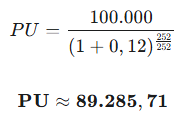 PU = 100.000 / (1 + 0, 12)^(252/252)
PU ≈ 89.285, 71